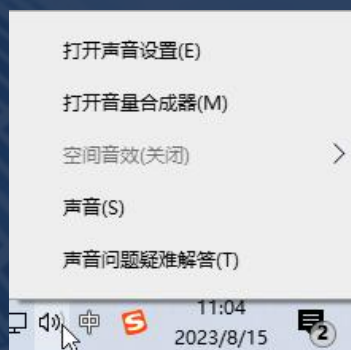 打开声音设置(E)
打开音量合成器(M)
空间音效(关闭)
声音(S)
声音问题疑难解答(T)
中
11:04
2023/8/15
2